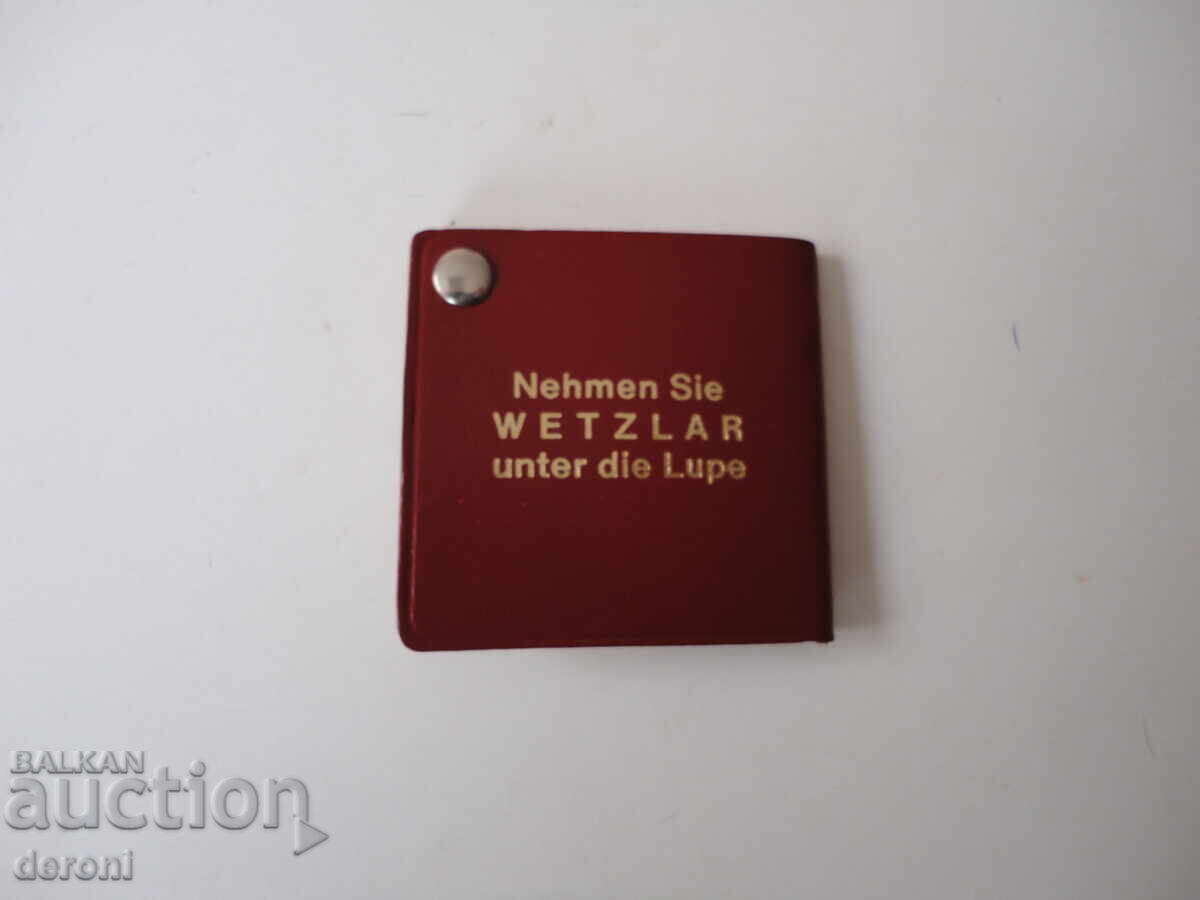 Nehmen Sie
WETZLAR
unter die Lupe
BALKAN
auction
deroni